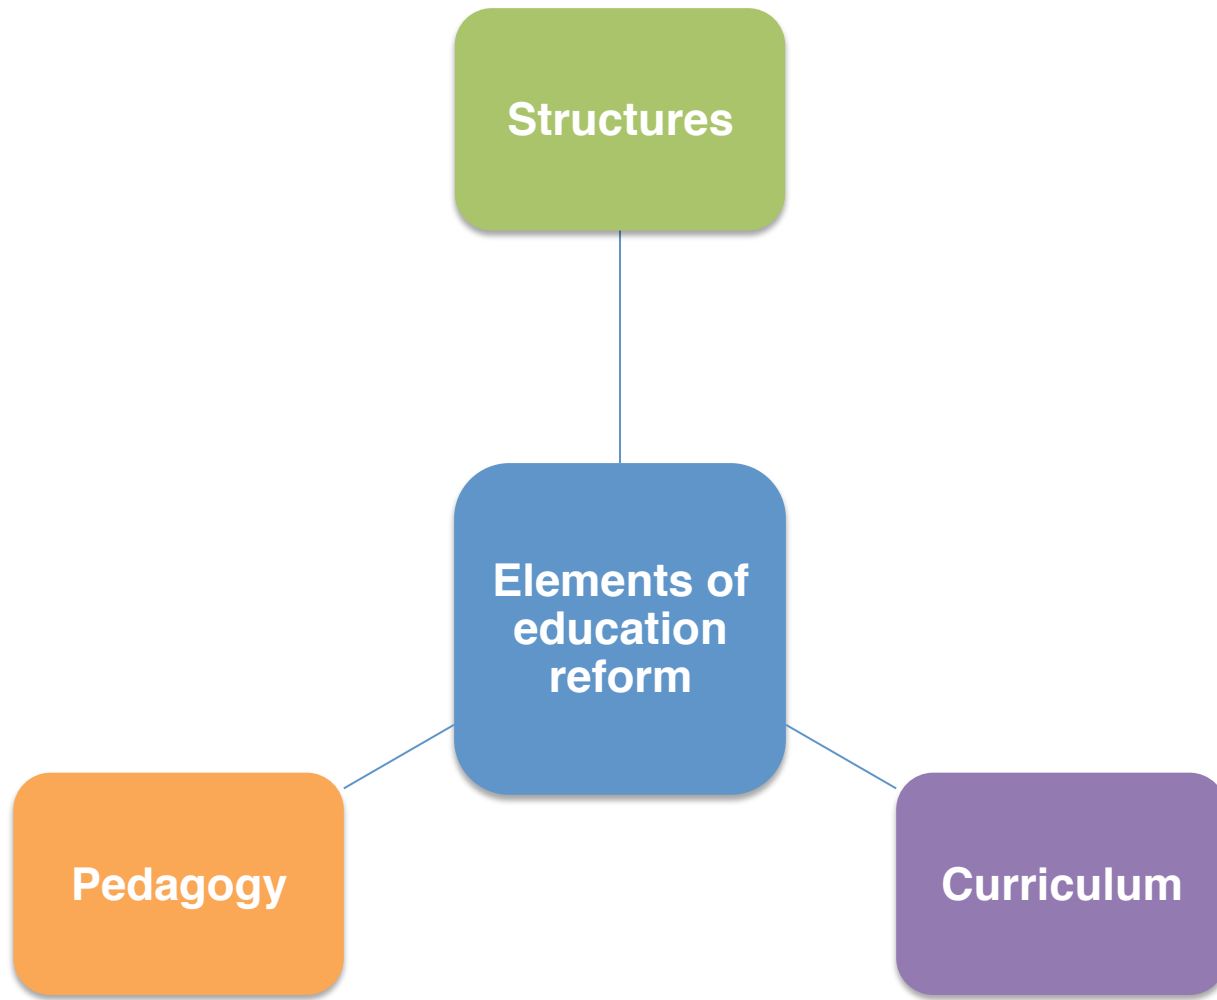 Structures
Elements of
education
reform
Pedagogy
Curriculum